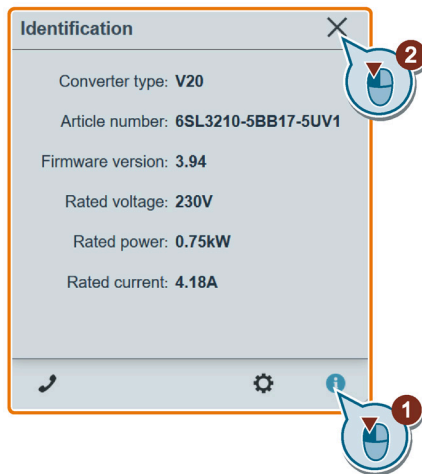 Identification
2
Converter type: V20
Article number: 6SL3210-5BB17-5UV1
Firmware version: 3.94
Rated voltage: 230V
Rated power: 0.75kW
Rated current: 4.18A
i
1